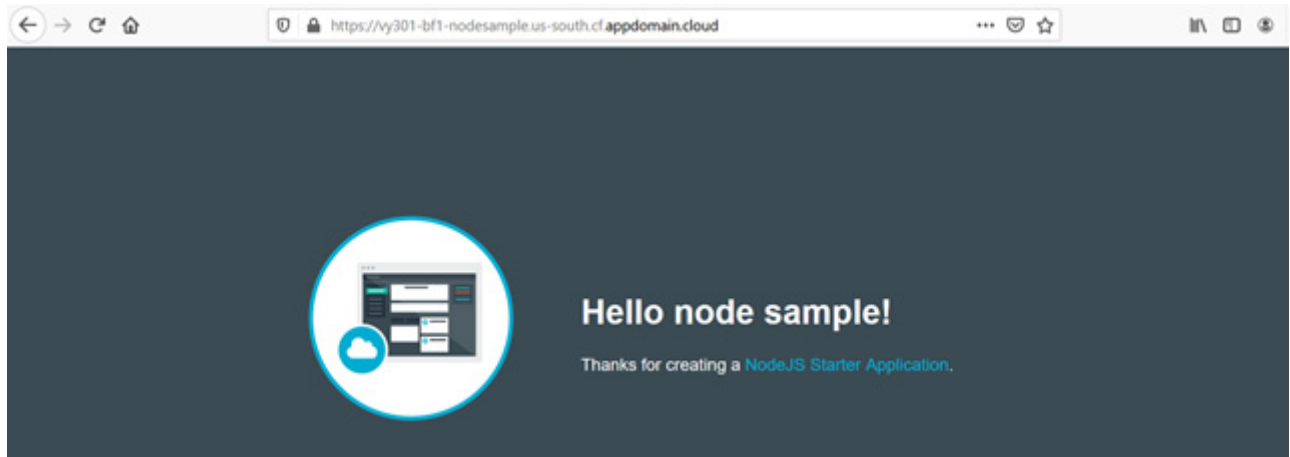 https://vy301-bf1-nodesample.us-south.cf.appdomain.cloud
Hello node sample!
Thanks for creating a NodeJS Starter Application.